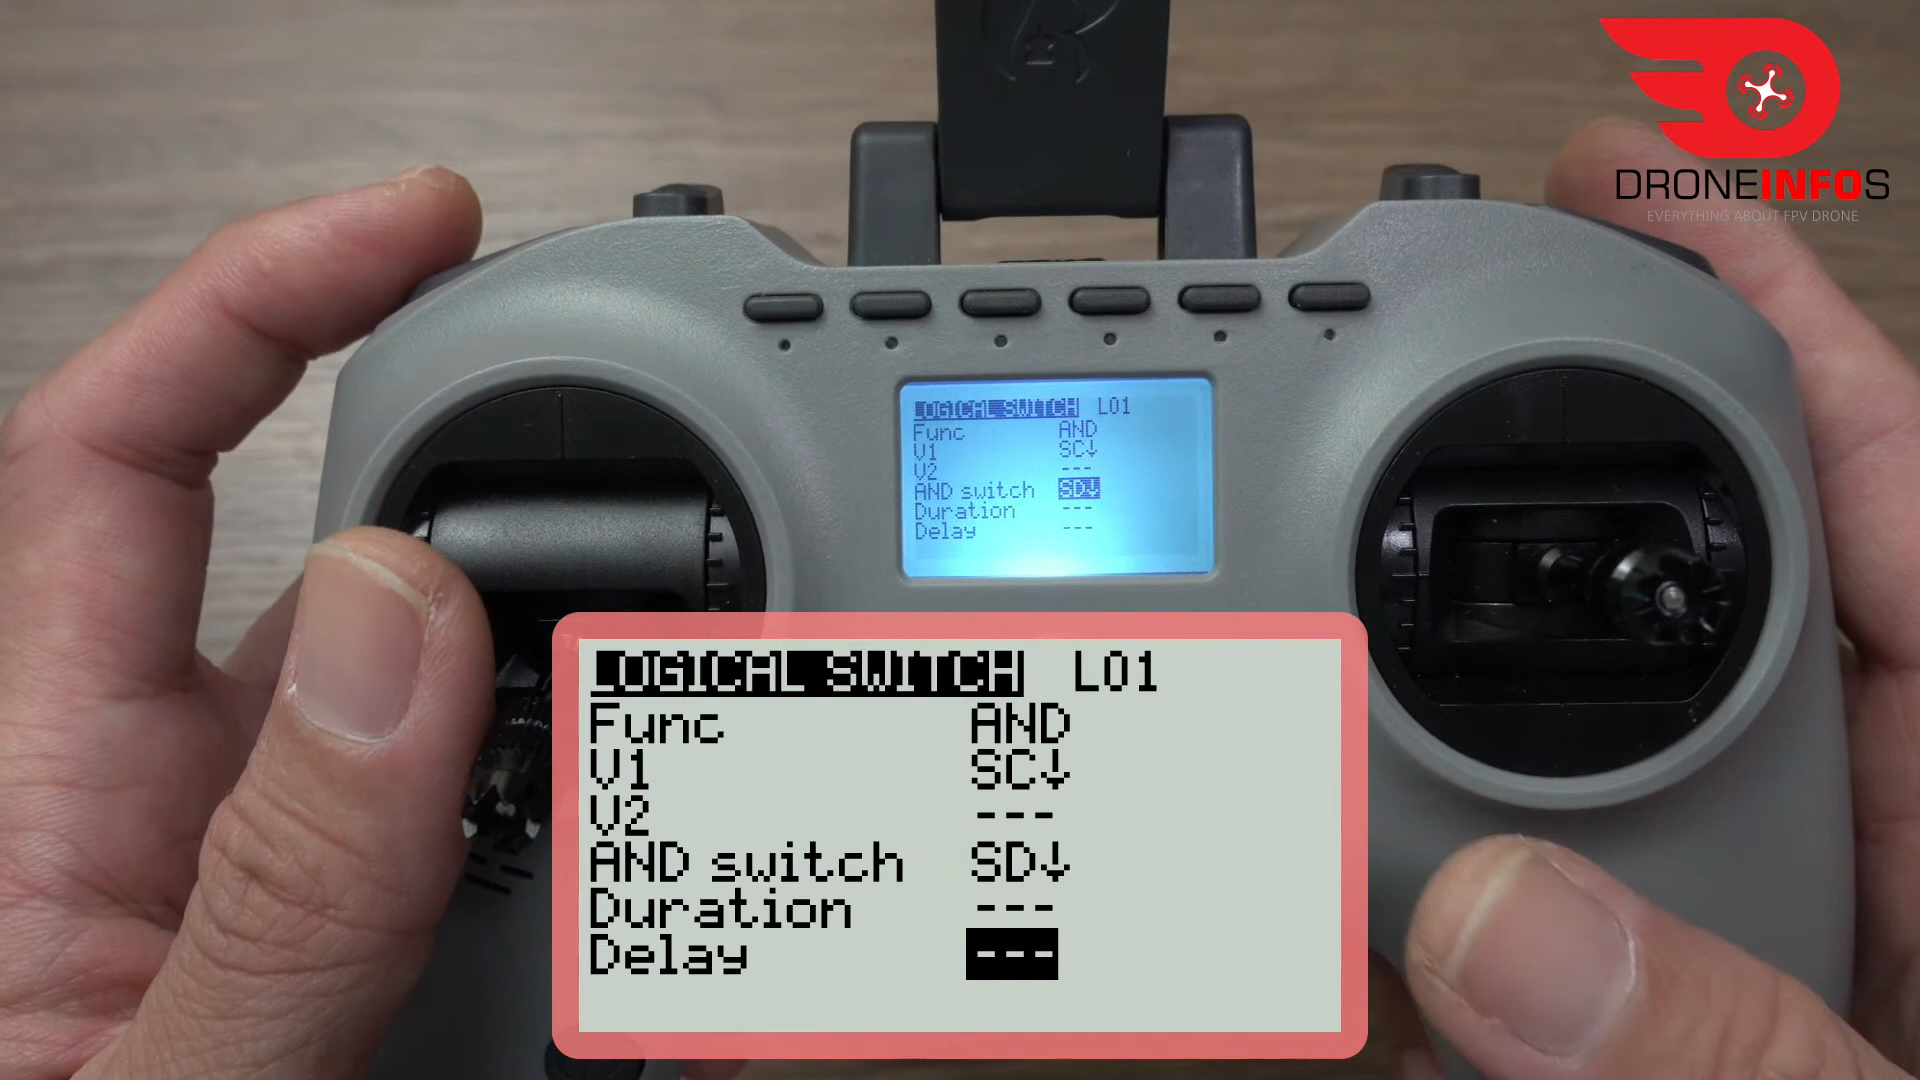 DRONEINFOS
EVERYTHING ABOUT FPV DRONE
LOGICAL SWITCH L01
Func AND
V1 SC↓
V2 ---
AND switch SD↓
Duration ---
Delay ---
LOGICAL SWITCH L01
Func AND
V1 SC↓
V2 ---
AND switch SD↓
Duration ---
Delay ---